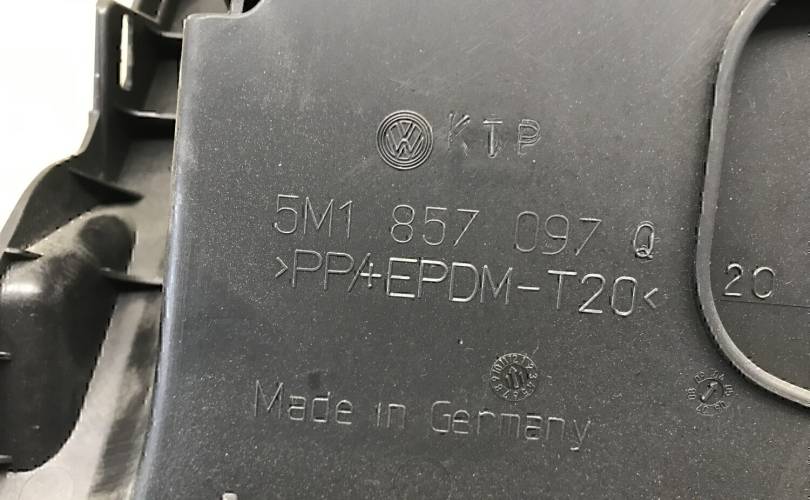 KTP
5M1 857 097 Q
>PP/+EPDM-T20<
20
Made in Germany